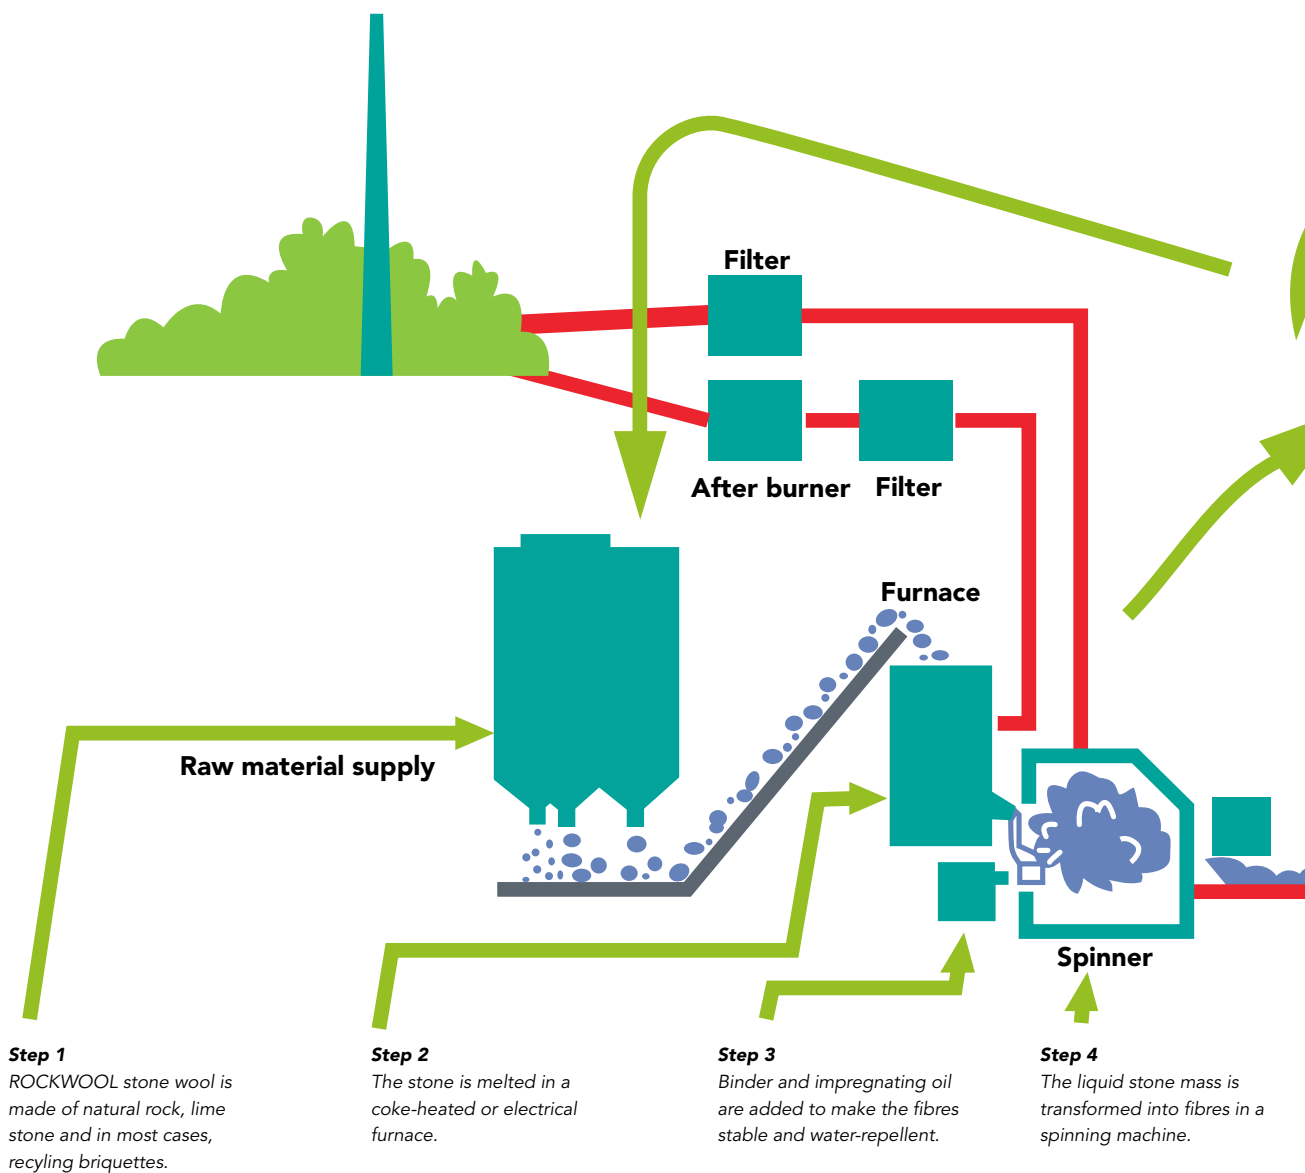 Filter
After burner
Filter
Furnace
Raw material supply
Spinner
Step 1
ROCKWOOL stone wool is
made of natural rock, lime
stone and in most cases,
recyling briquettes.
Step 2
The stone is melted in a
coke-heated or electrical
furnace.
Step 3
Binder and impregnating oil
are added to make the fibres
stable and water-repellent.
Step 4
The liquid stone mass is
transformed into fibres in a
spinning machine.